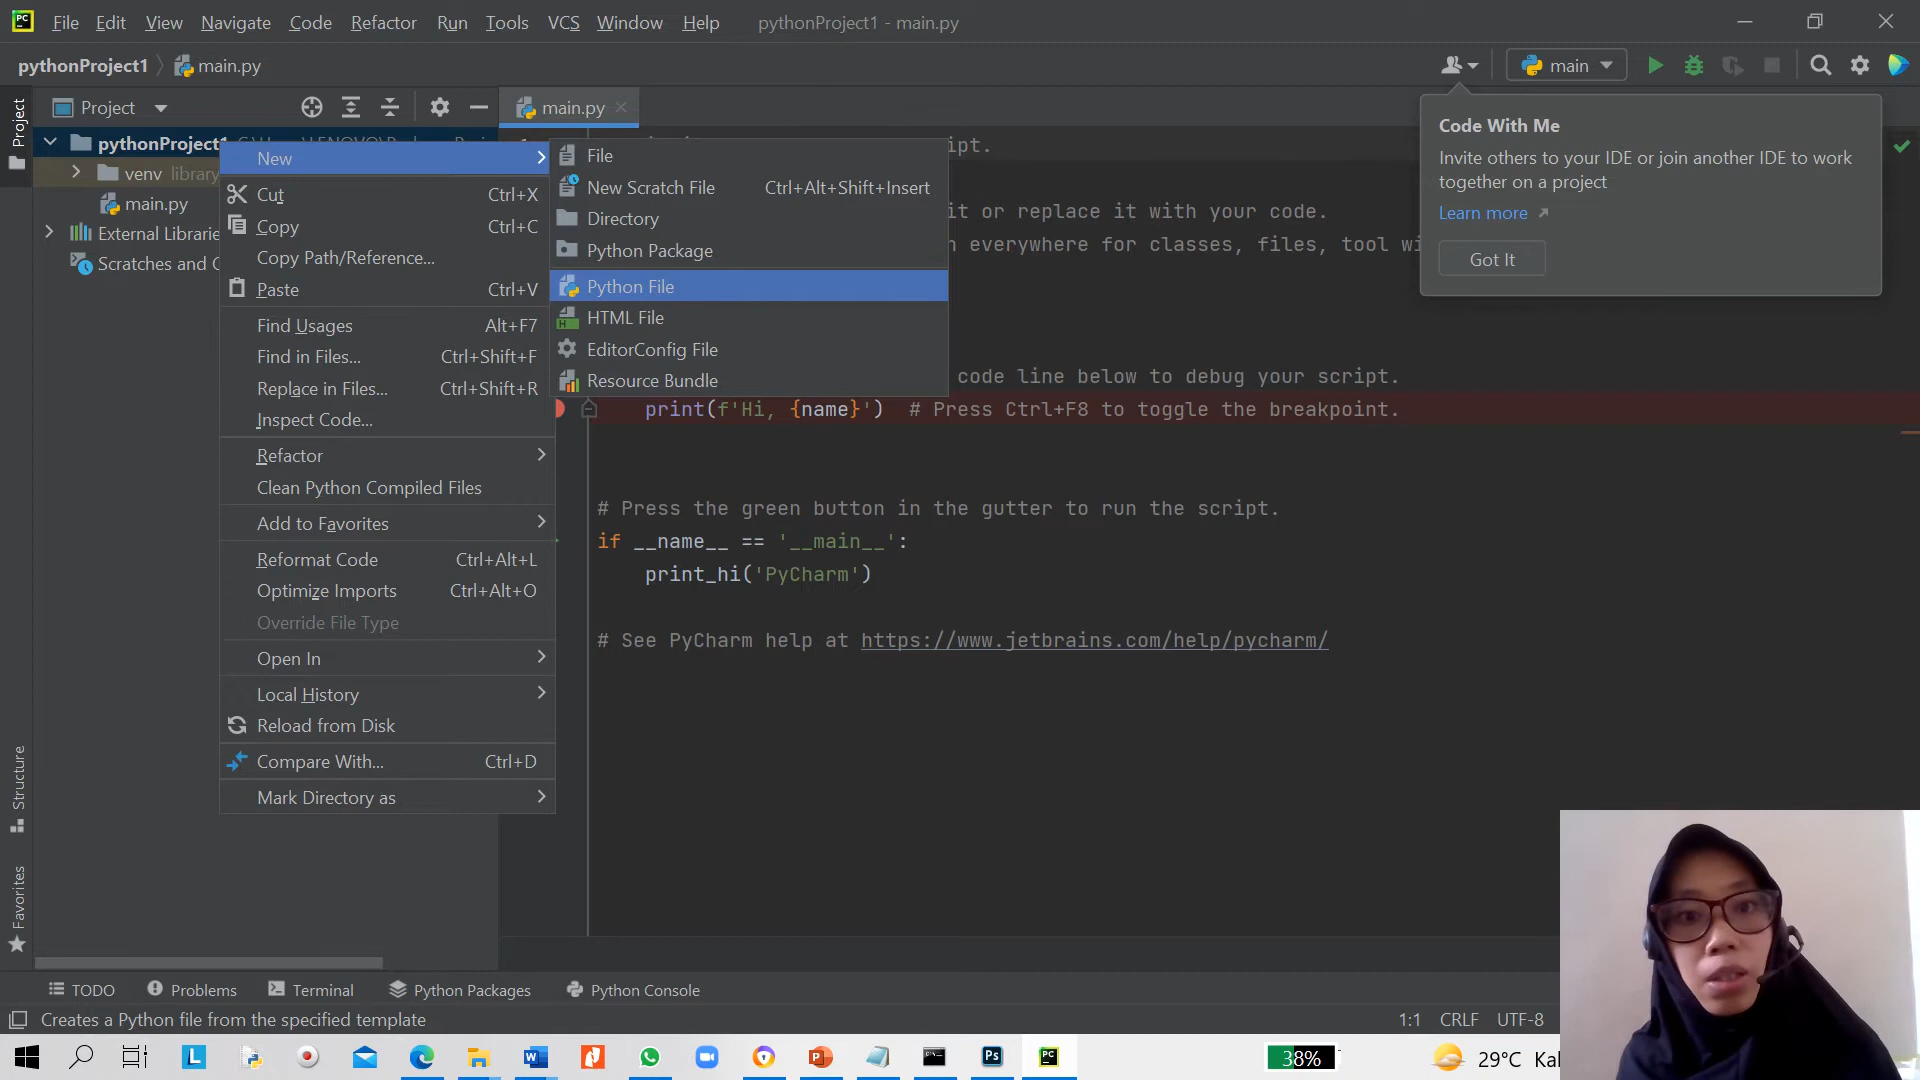 File Edit View Navigate Code Refactor Run Tools VCS Window Help pythonProject1 - main.py
pythonProject1 main.py
main
Project
main.py
Project
pythonProject1
venv library
main.py
External Librarie
Scratches and C
New
Cut Ctrl+X
Copy Ctrl+C
Copy Path/Reference...
Paste Ctrl+V
Find Usages Alt+F7
Find in Files... Ctrl+Shift+F
Replace in Files... Ctrl+Shift+R
Inspect Code...
Refactor
Clean Python Compiled Files
Add to Favorites
Reformat Code Ctrl+Alt+L
Optimize Imports Ctrl+Alt+O
Override File Type
Open In
Local History
Reload from Disk
Compare With... Ctrl+D
Mark Directory as
File
New Scratch File Ctrl+Alt+Shift+Insert
Directory
Python Package
Python File
HTML File
EditorConfig File
Resource Bundle
ipt.
it or replace it with your code.
everywhere for classes, files, tool wi
code line below to debug your script.
print(f'Hi, {name}')  # Press Ctrl+F8 to toggle the breakpoint.
# Press the green button in the gutter to run the script.
if __name__ == '__main__':
print_hi('PyCharm')
# See PyCharm help at https://www.jetbrains.com/help/pycharm/
Code With Me
Invite others to your IDE or join another IDE to work
together on a project
Learn more
Got It
Structure
Favorites
TODO Problems Terminal Python Packages Python Console
Creates a Python file from the specified template
1:1 CRLF UTF-8
38%
29°C Kal